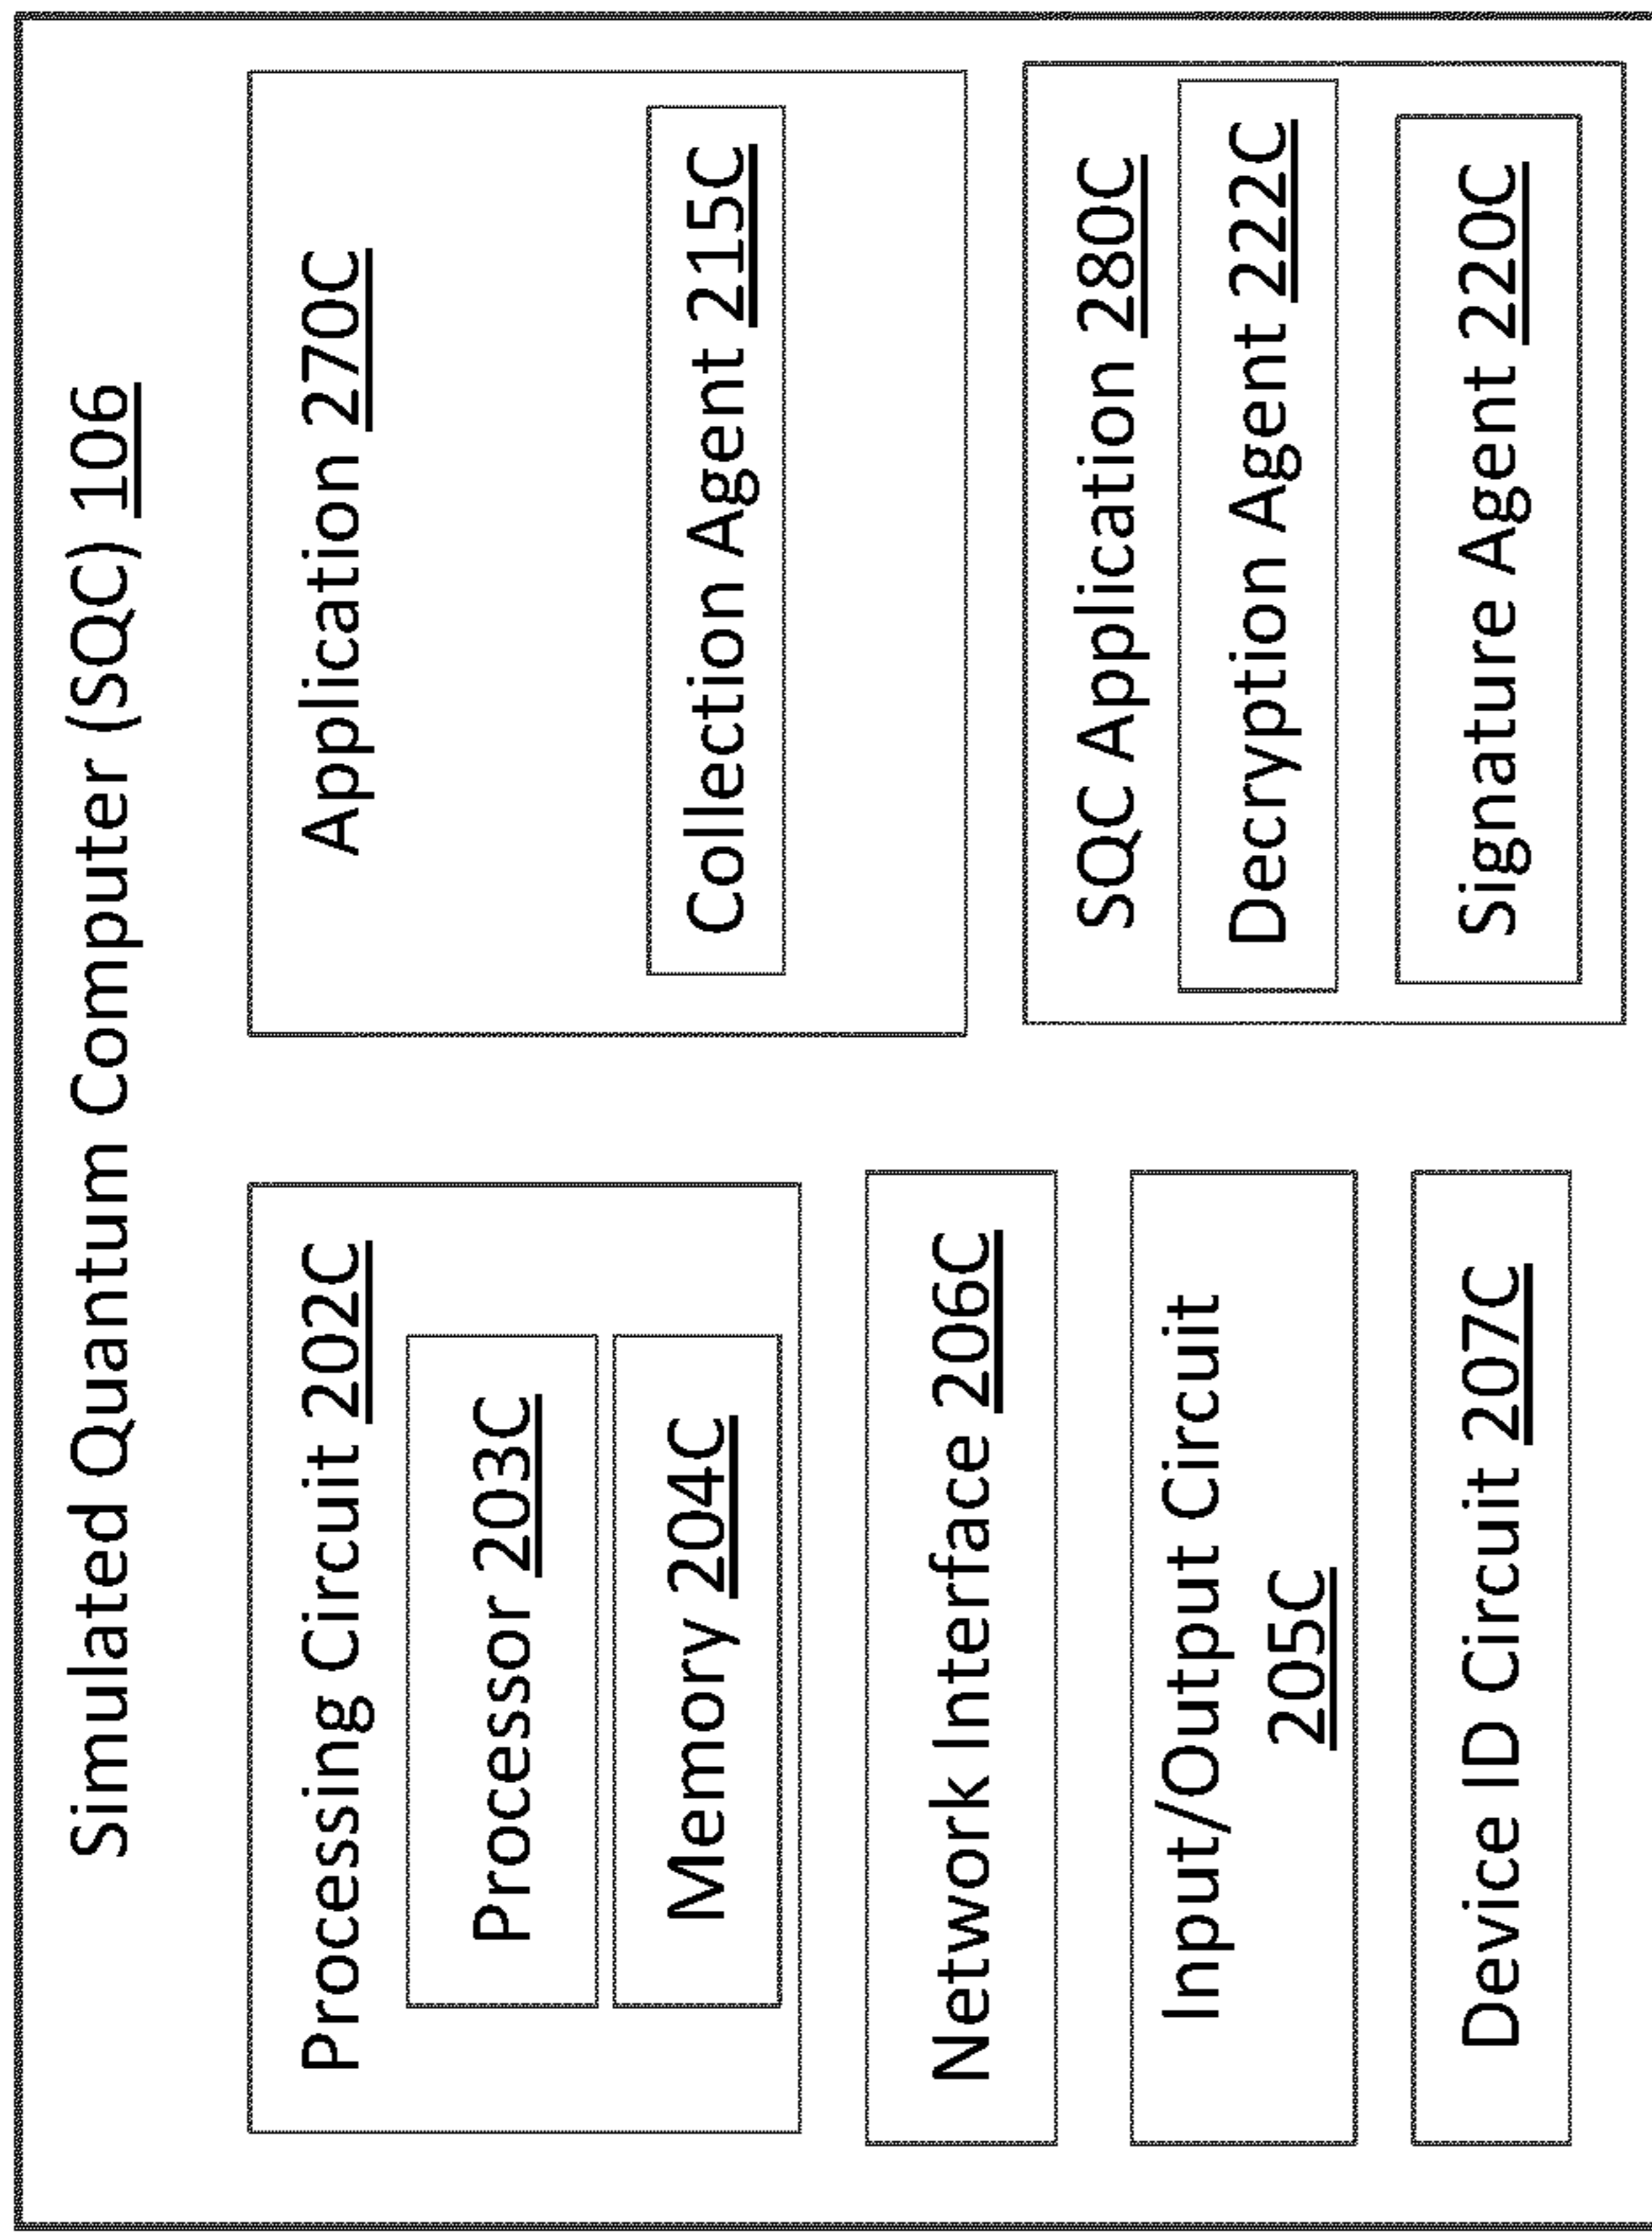 Simulated Quantum Computer (SQC) 106
Processing Circuit 202C
Processor 203C
Memory 204C
Network Interface 206C
Input/Output Circuit
205C
Device ID Circuit 207C
Application 270C
Collection Agent 215C
SQC Application 280C
Decryption Agent 222C
Signature Agent 220C